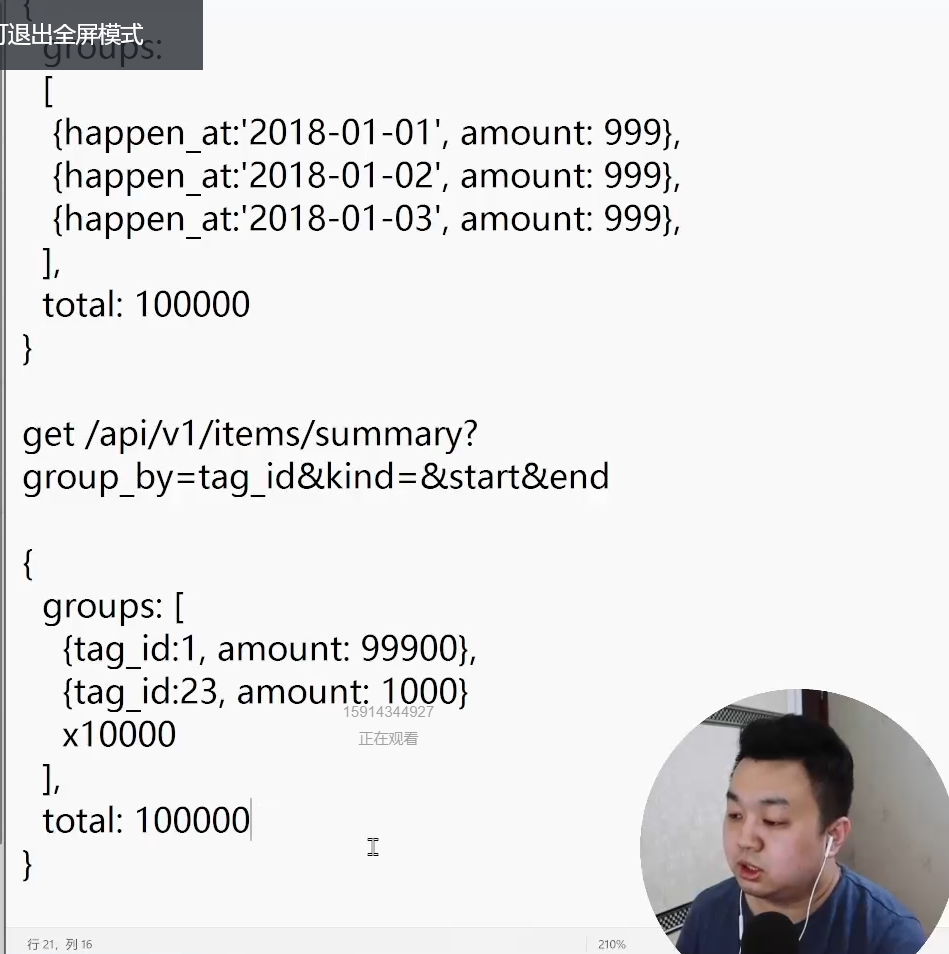 {
可退出全屏模式
groups:
[
{happen_at:'2018-01-01', amount: 999},
{happen_at:'2018-01-02', amount: 999},
{happen_at:'2018-01-03', amount: 999},
],
total: 100000
}
get /api/v1/items/summary?
group_by=tag_id&kind=&start&end
{
groups: [
{tag_id:1, amount: 99900},
{tag_id:23, amount: 1000}
15914344927
x10000
正在观看
],
total: 100000
}
行 21，列 16
210%